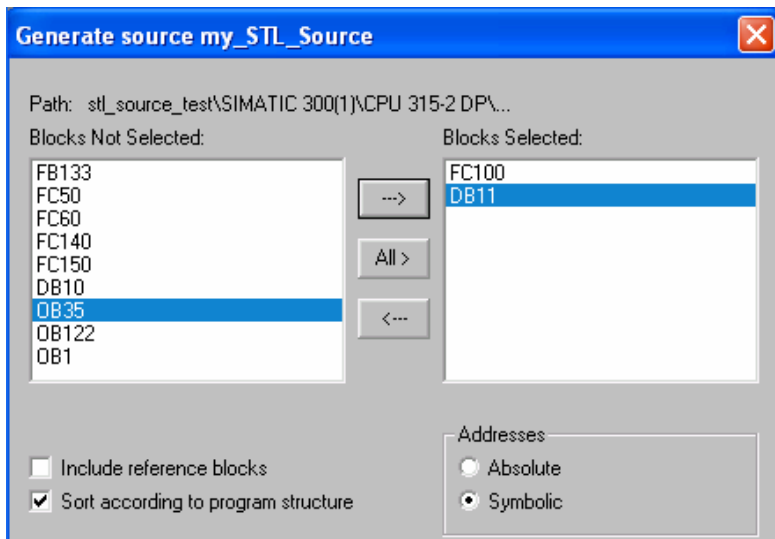 Generate source my_STL_Source
Path: stl_source_test\SIMATIC 300(1)\CPU 315-2 DP\...
Blocks Not Selected:
Blocks Selected:
FB133
FC50
FC60
FC140
FC150
DB10
OB35
OB122
OB1
--->
All >
<---
FC100
DB11
Include reference blocks
Sort according to program structure
Addresses
Absolute
Symbolic